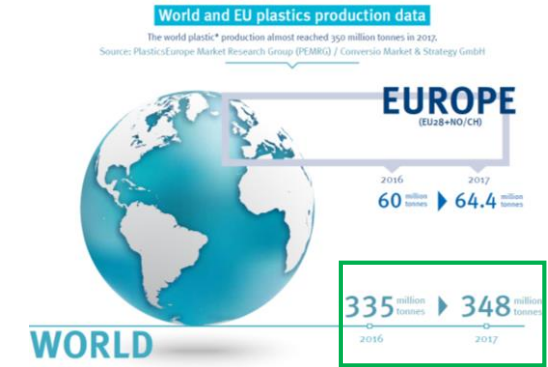 World and EU plastics production data
The world plastic* production almost reached 350 million tonnes in 2017.
Source: PlasticsEurope Market Research Group (PEMRG) / Conversio Market & Strategy GmbH
EUROPE
(EU28+NO/CH)
2016 2017
60 million tonnes 64.4 million tonnes
335 million tonnes 348 million tonnes
2016 2017
WORLD